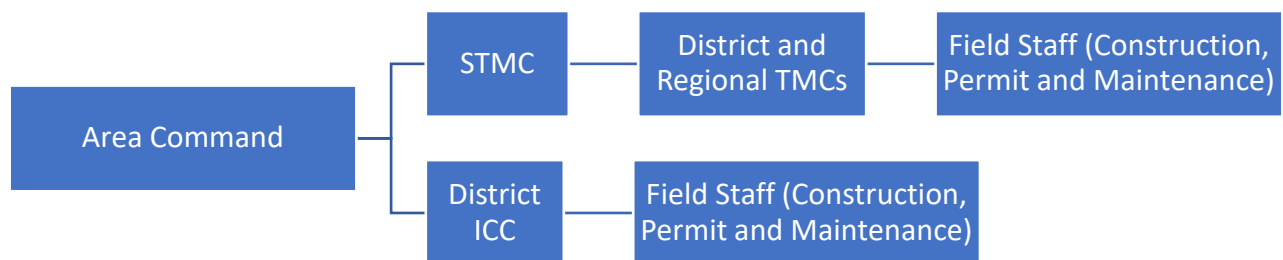 Area Command
STMC
District and
Regional TMCs
Field Staff (Construction,
Permit and Maintenance)
District
ICC
Field Staff (Construction,
Permit and Maintenance)